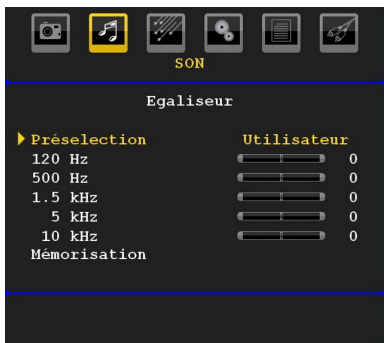 SON
Egaliseur
Préselection Utilisateur
120 Hz 0
500 Hz 0
1.5 kHz 0
5 kHz 0
10 kHz 0
Mémorisation